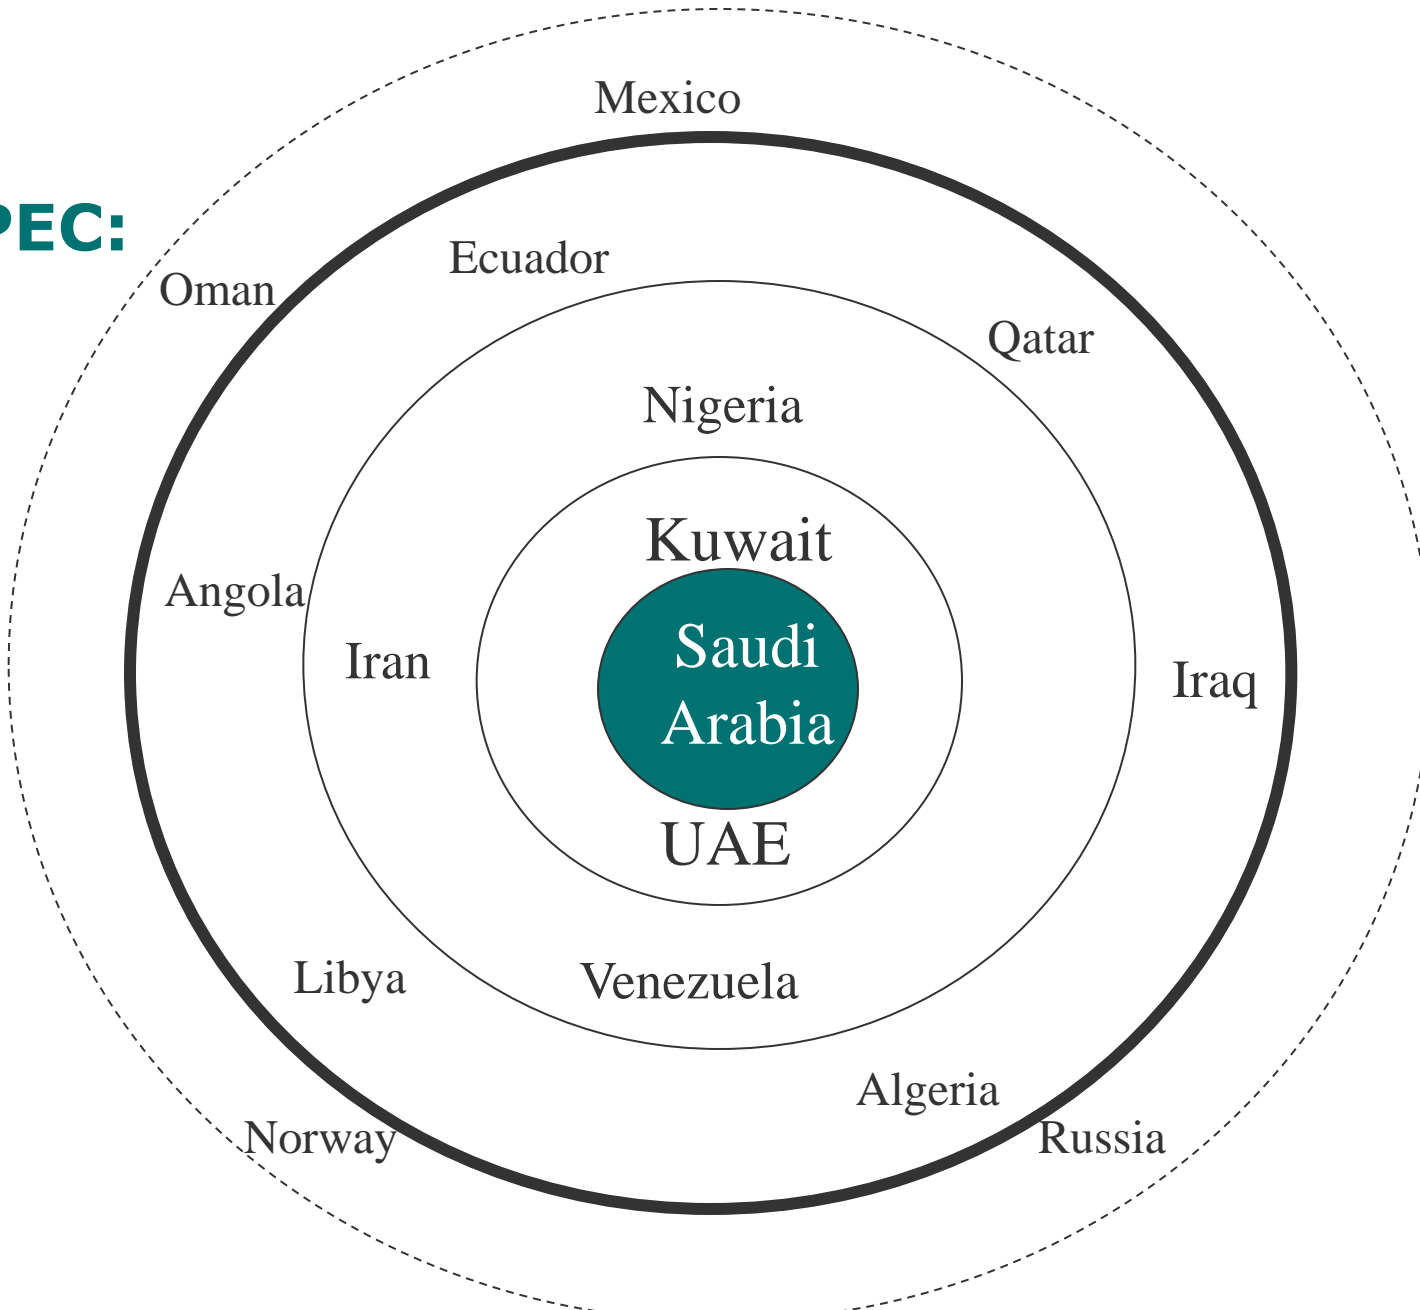 Mexico
PEC:
Ecuador
Oman
Qatar
Nigeria
Kuwait
Angola
Saudi
Arabia
Iran
Iraq
UAE
Libya
Venezuela
Algeria
Norway
Russia